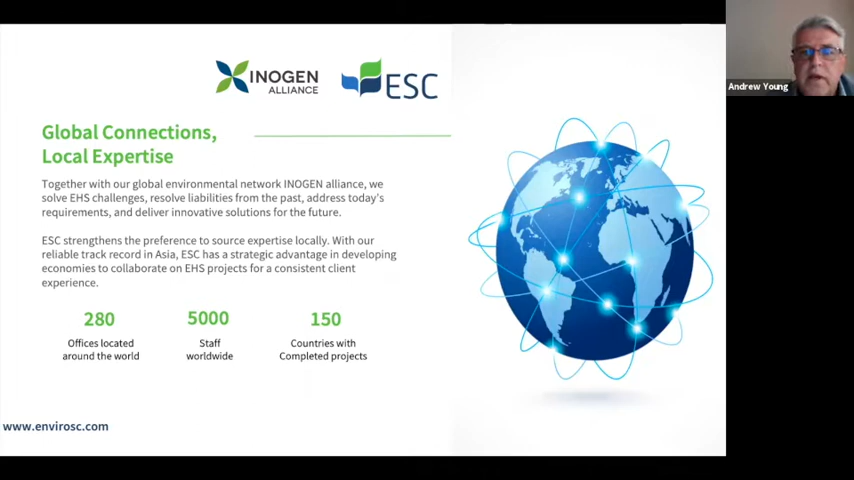 INOGEN
ALLIANCE
ESC
Andrew Young
Global Connections,
Local Expertise
Together with our global environmental network INOGEN alliance, we
solve EHS challenges, resolve liabilities from the past, address today's
requirements, and deliver innovative solutions for the future.
ESC strengthens the preference to source expertise locally. With our
reliable track record in Asia, ESC has a strategic advantage in developing
economies to collaborate on EHS projects for a consistent client
experience.
280
Offices located
around the world
5000
Staff
worldwide
150
Countries with
Completed projects
www.envirosc.com